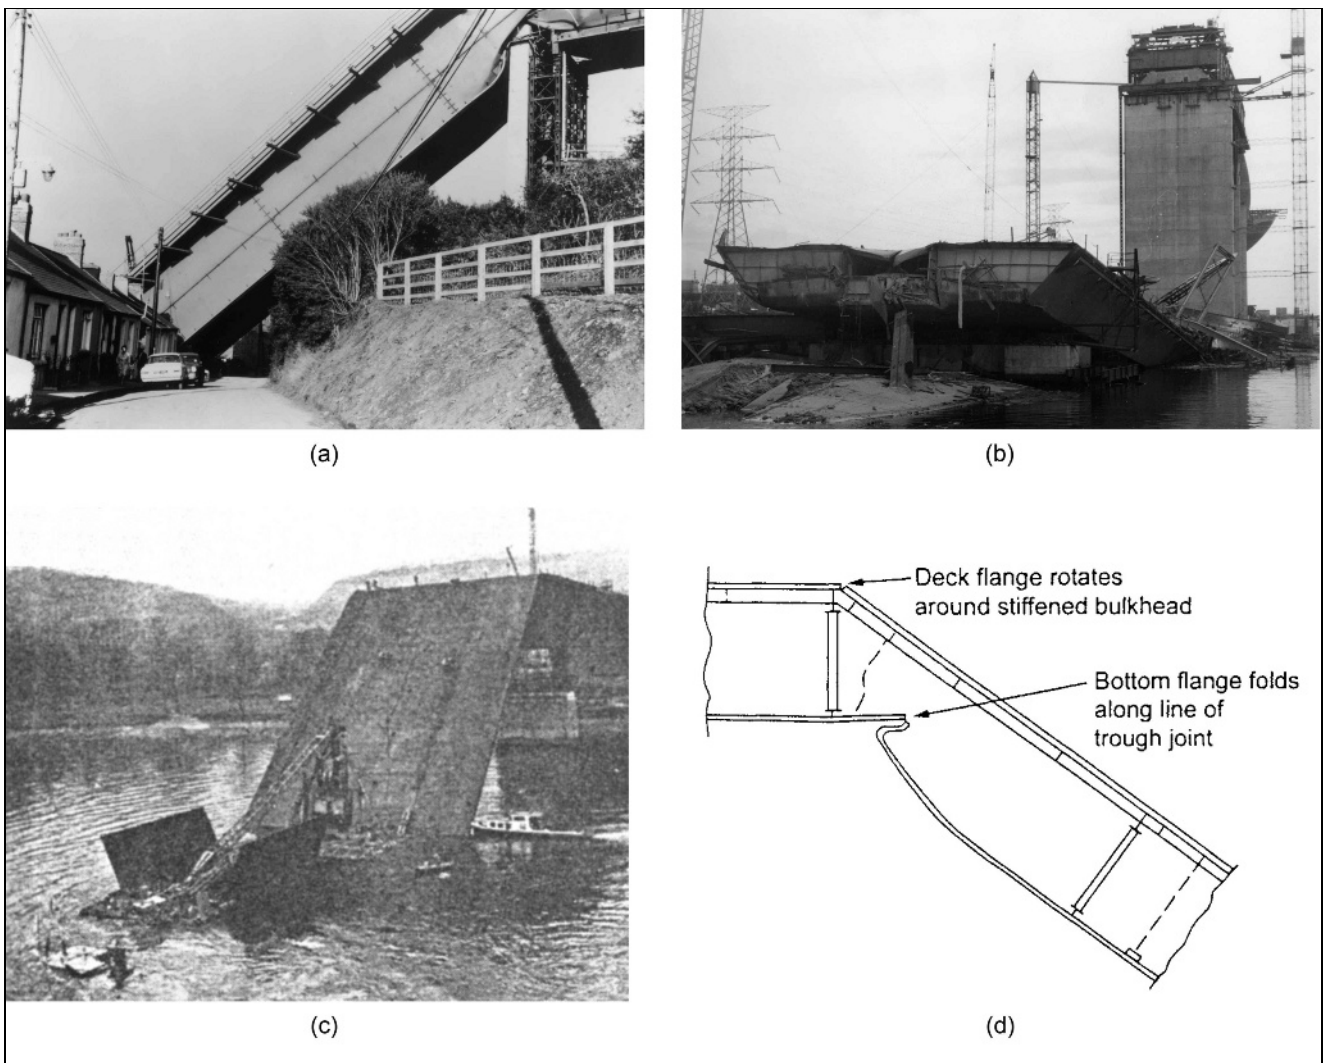 (a)
(b)
(c)
Deck flange rotates
around stiffened bulkhead
Bottom flange folds
along line of
trough joint
(d)